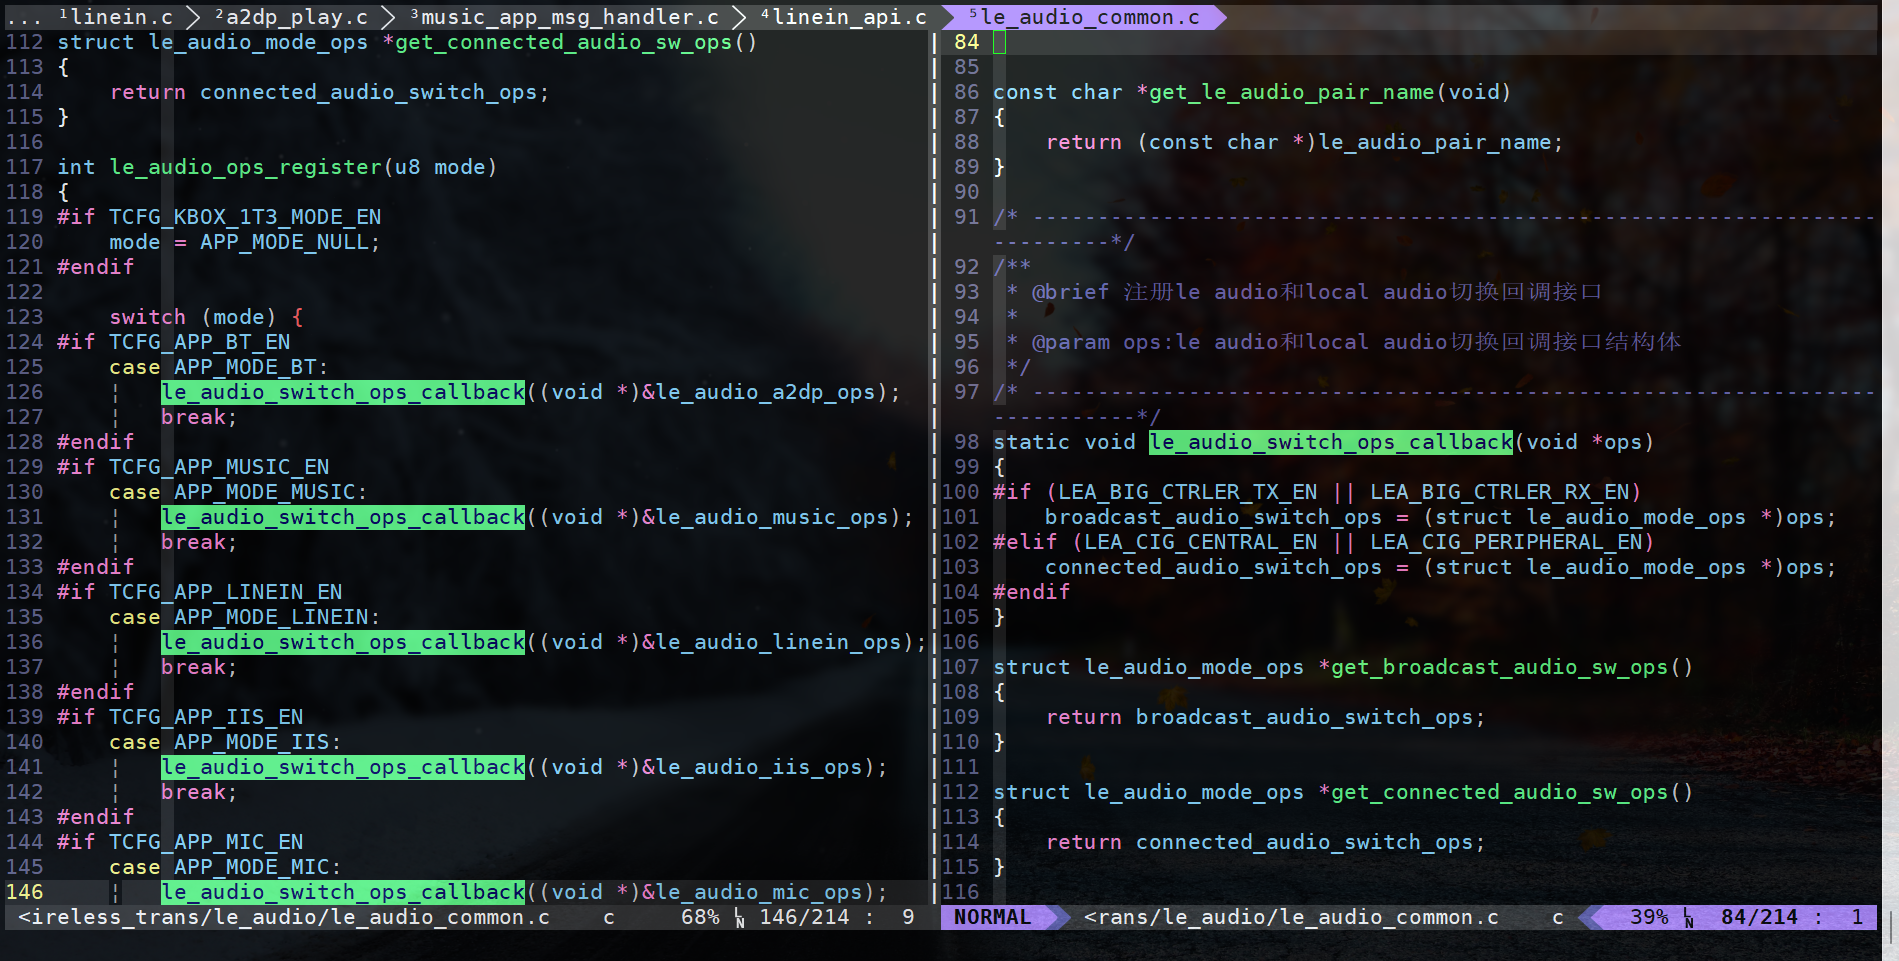 ... ¹linein.c > ²a2dp_play.c > ³music_app_msg_handler.c > ⁴linein_api.c ⁵le_audio_common.c
112 struct le_audio_mode_ops *get_connected_audio_sw_ops()
113 {
114     return connected_audio_switch_ops;
115 }
116
117 int le_audio_ops_register(u8 mode)
118 {
119 #if TCFG_KBOX_1T3_MODE_EN
120     mode = APP_MODE_NULL;
121 #endif
122
123     switch (mode) {
124 #if TCFG_APP_BT_EN
125     case APP_MODE_BT:
126     ¦   le_audio_switch_ops_callback((void *)&le_audio_a2dp_ops);
127     ¦   break;
128 #endif
129 #if TCFG_APP_MUSIC_EN
130     case APP_MODE_MUSIC:
131     ¦   le_audio_switch_ops_callback((void *)&le_audio_music_ops);
132     ¦   break;
133 #endif
134 #if TCFG_APP_LINEIN_EN
135     case APP_MODE_LINEIN:
136     ¦   le_audio_switch_ops_callback((void *)&le_audio_linein_ops);
137     ¦   break;
138 #endif
139 #if TCFG_APP_IIS_EN
140     case APP_MODE_IIS:
141     ¦   le_audio_switch_ops_callback((void *)&le_audio_iis_ops);
142     ¦   break;
143 #endif
144 #if TCFG_APP_MIC_EN
145     case APP_MODE_MIC:
146     ¦   le_audio_switch_ops_callback((void *)&le_audio_mic_ops);
<ireless_trans/le_audio/le_audio_common.c    c    68% LN 146/214 :  9
84
85
86 const char *get_le_audio_pair_name(void)
87 {
88     return (const char *)le_audio_pair_name;
89 }
90
91 /* -----------------------------------------------------------------
---------*/
92 /**
93  * @brief 注册le audio和local audio切换回调接口
94  *
95  * @param ops:le audio和local audio切换回调接口结构体
96  */
97 /* -----------------------------------------------------------------
-----------*/
98 static void le_audio_switch_ops_callback(void *ops)
99 {
100 #if (LEA_BIG_CTRLER_TX_EN || LEA_BIG_CTRLER_RX_EN)
101     broadcast_audio_switch_ops = (struct le_audio_mode_ops *)ops;
102 #elif (LEA_CIG_CENTRAL_EN || LEA_CIG_PERIPHERAL_EN)
103     connected_audio_switch_ops = (struct le_audio_mode_ops *)ops;
104 #endif
105 }
106
107 struct le_audio_mode_ops *get_broadcast_audio_sw_ops()
108 {
109     return broadcast_audio_switch_ops;
110 }
111
112 struct le_audio_mode_ops *get_connected_audio_sw_ops()
113 {
114     return connected_audio_switch_ops;
115 }
116
NORMAL <rans/le_audio/le_audio_common.c    c    39% LN 84/214 :  1